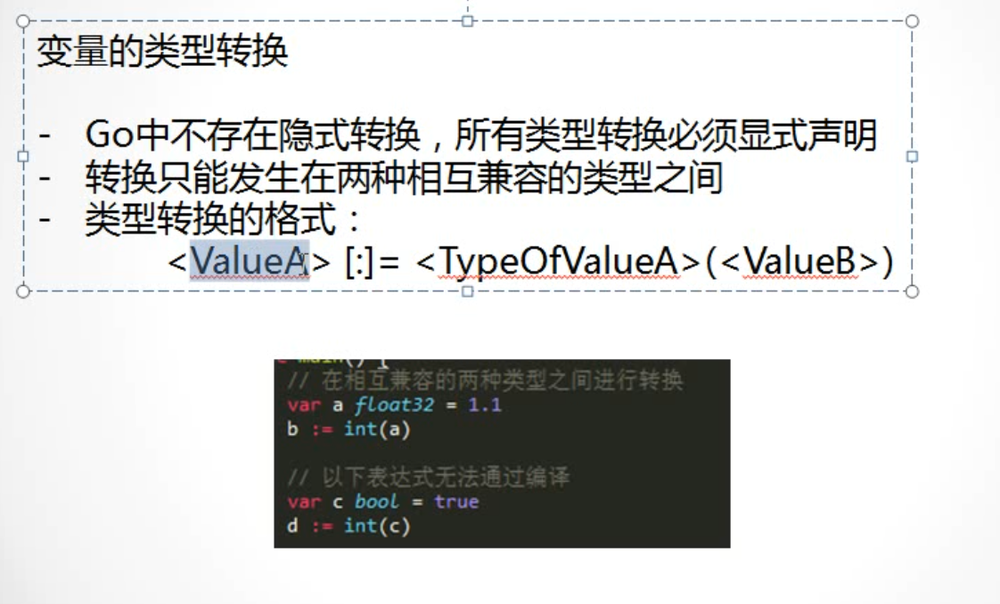 变量的类型转换
- Go中不存在隐式转换，所有类型转换必须显式声明
- 转换只能发生在两种相互兼容的类型之间
- 类型转换的格式：
<ValueA> [:]= <TypeOfValueA>(<ValueB>)
// 在相互兼容的两种类型之间进行转换
var a float32 = 1.1
b := int(a)
// 以下表达式无法通过编译
var c bool = true
d := int(c)